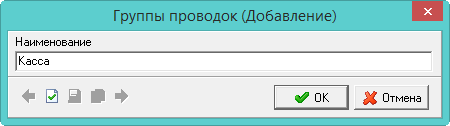 Группы проводок (Добавление)
Наименование
Касса
OK
Отмена